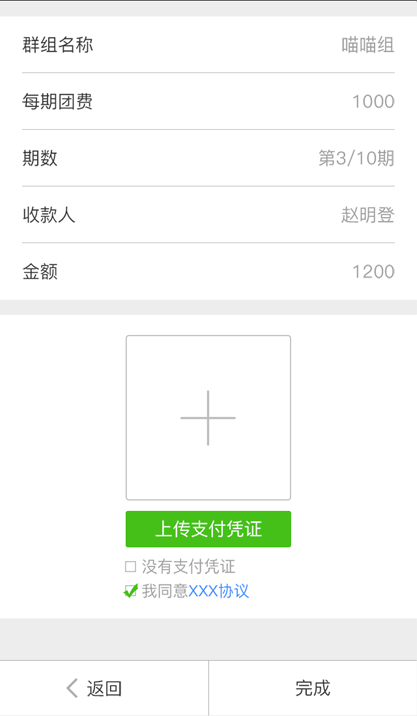 群组名称 喵喵组
每期团费 1000
期数 第3/10期
收款人 赵明登
金额 1200
上传支付凭证
没有支付凭证
我同意XXX协议
返回 完成